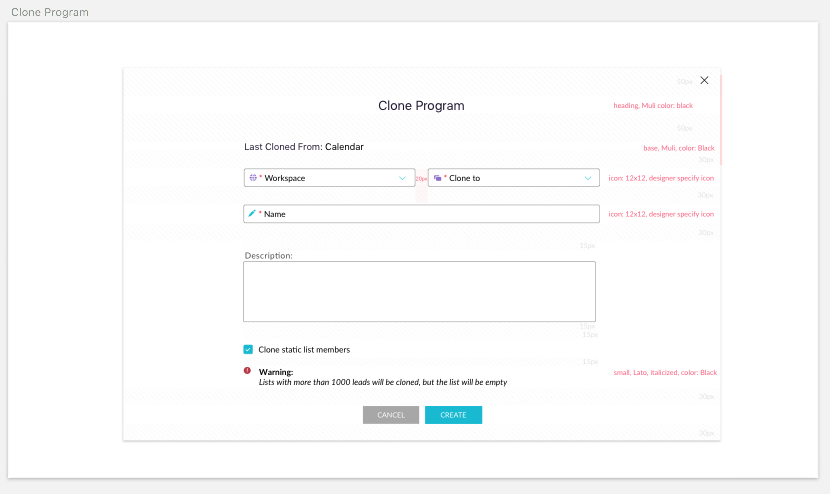 Clone Program
50px
Clone Program
heading, Muli color: black
50px
Last Cloned From: Calendar
base, Muli, color: Black
30px
* Workspace
20px
* Clone to
icon: 12x12, designer specify icon
30px
* Name
icon: 12x12, designer specify icon
30px
15px
Description:
15px
15px
Clone static list members
15px
Warning:
small, Lato, italicized, color: Black
Lists with more than 1000 leads will be cloned, but the list will be empty
30px
CANCEL
CREATE
30px